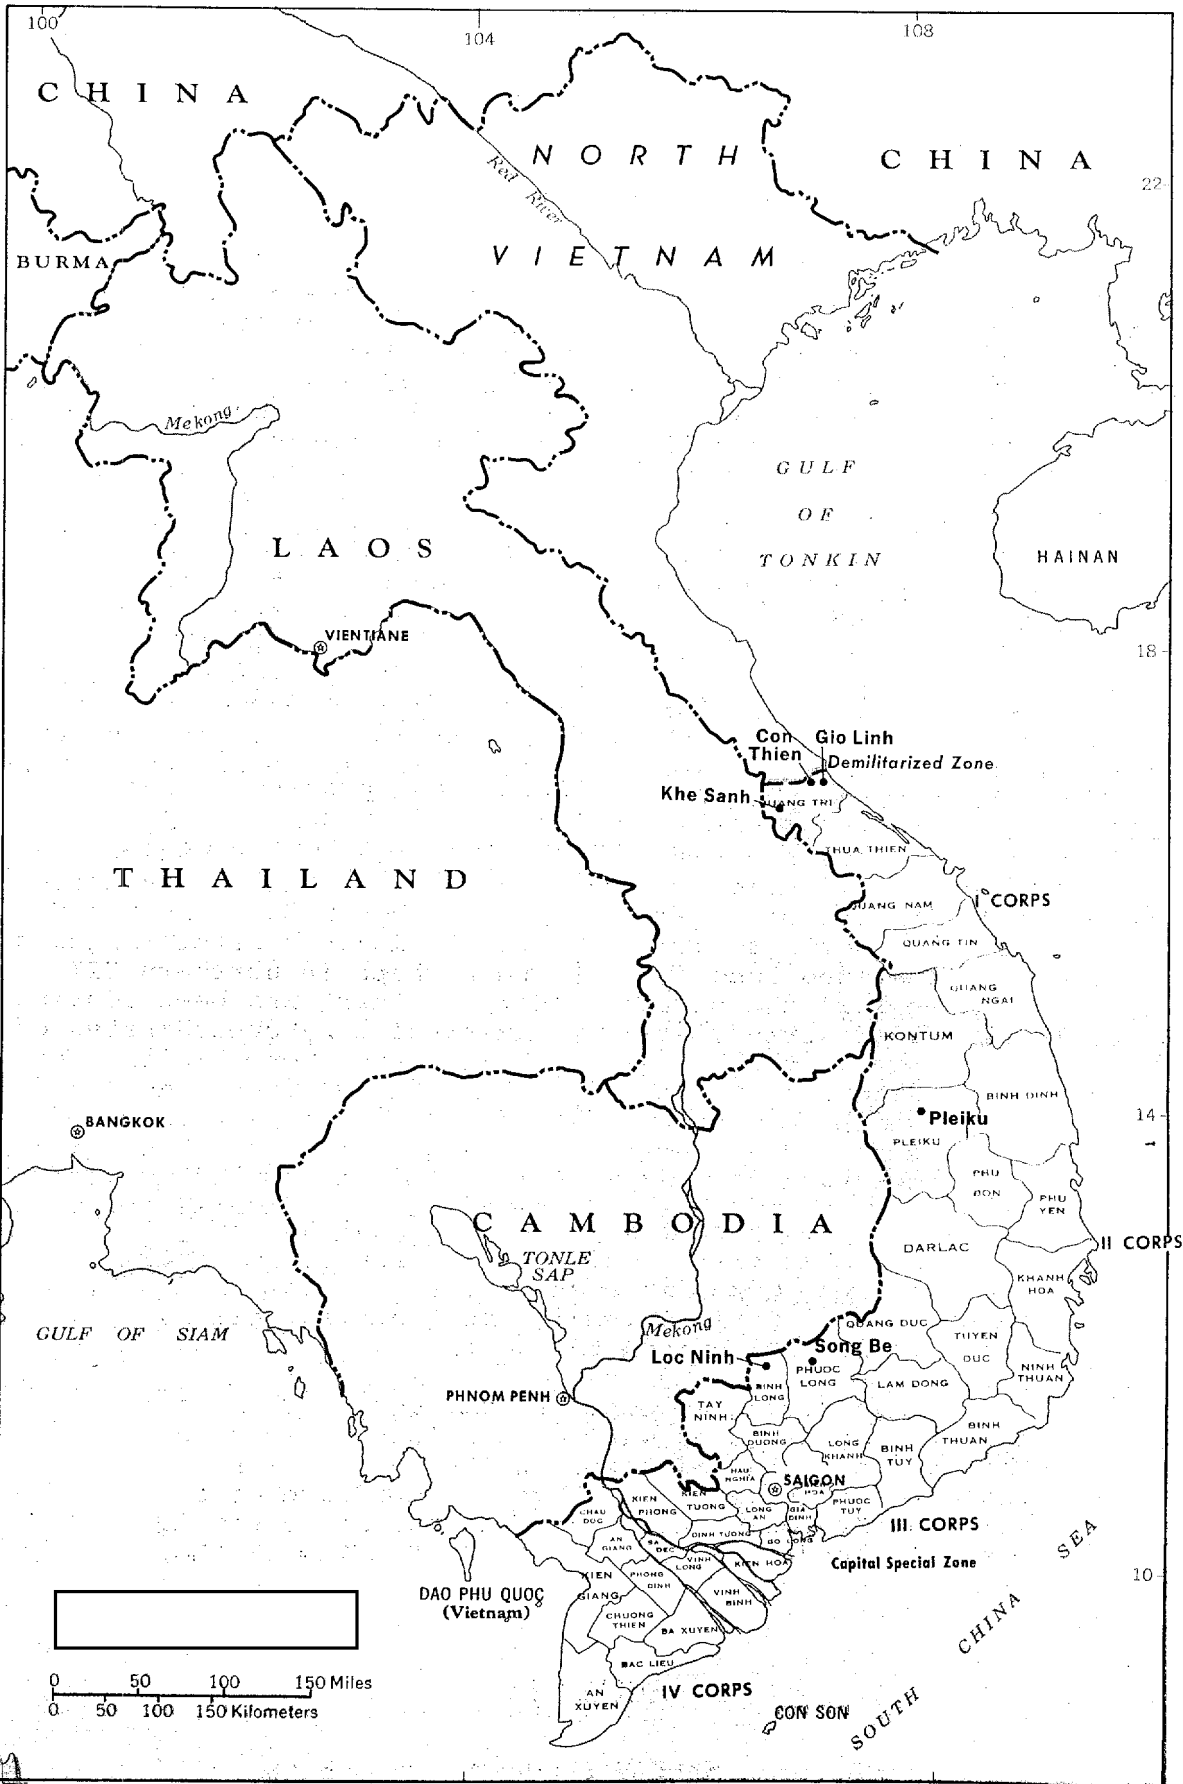 100
104
108
CHINA
NORTH
VIETNAM
CHINA
Red River
22
BURMA
Mekong
GULF
OF
TONKIN
HAINAN
LAOS
VIENTIANE
18
Con
Thien
Gio Linh
Demilitarized Zone
Khe Sanh
QUANG TRI
THUA THIEN
THAILAND
QUANG NAM
I CORPS
QUANG TIN
QUANG
NGAI
KONTUM
BINH DINH
14
BANGKOK
Pleiku
PLEIKU
PHU
BON
PHU
YEN
CAMBODIA
TONLE
SAP
DARLAC
II CORPS
KHANH
HOA
GULF OF SIAM
Mekong
QUANG DUC
TUYEN
DUC
Loc Ninh
Song Be
PHUOC
LONG
NINH
THUAN
LAM DONG
BINH
LONG
PHNOM PENH
TAY
NINH
BINH
THUAN
BINH
DUONG
LONG
KHANH
BINH
TUY
HAU
NGHIA
SAIGON
HOA
KIEN
PHONG
KIEN
TUONG
LONG
AN
GIA
DINH
PHUOC
TUY
CHAU
DUC
III CORPS
DINH TUONG
GO CONG
AN
GIANG
SA
DEC
VINH
LONG
KIEN HOA
Capital Special Zone
SEA
10
KIEN
GIANG
PHONG
DINH
VINH
BINH
DAO PHU QUOC
(Vietnam)
CHUONG
THIEN
BA XUYEN
CHINA
BAC LIEU
AN
XUYEN
IV CORPS
CON SON
SOUTH
0 50 100 150 Miles
0 50 100 150 Kilometers